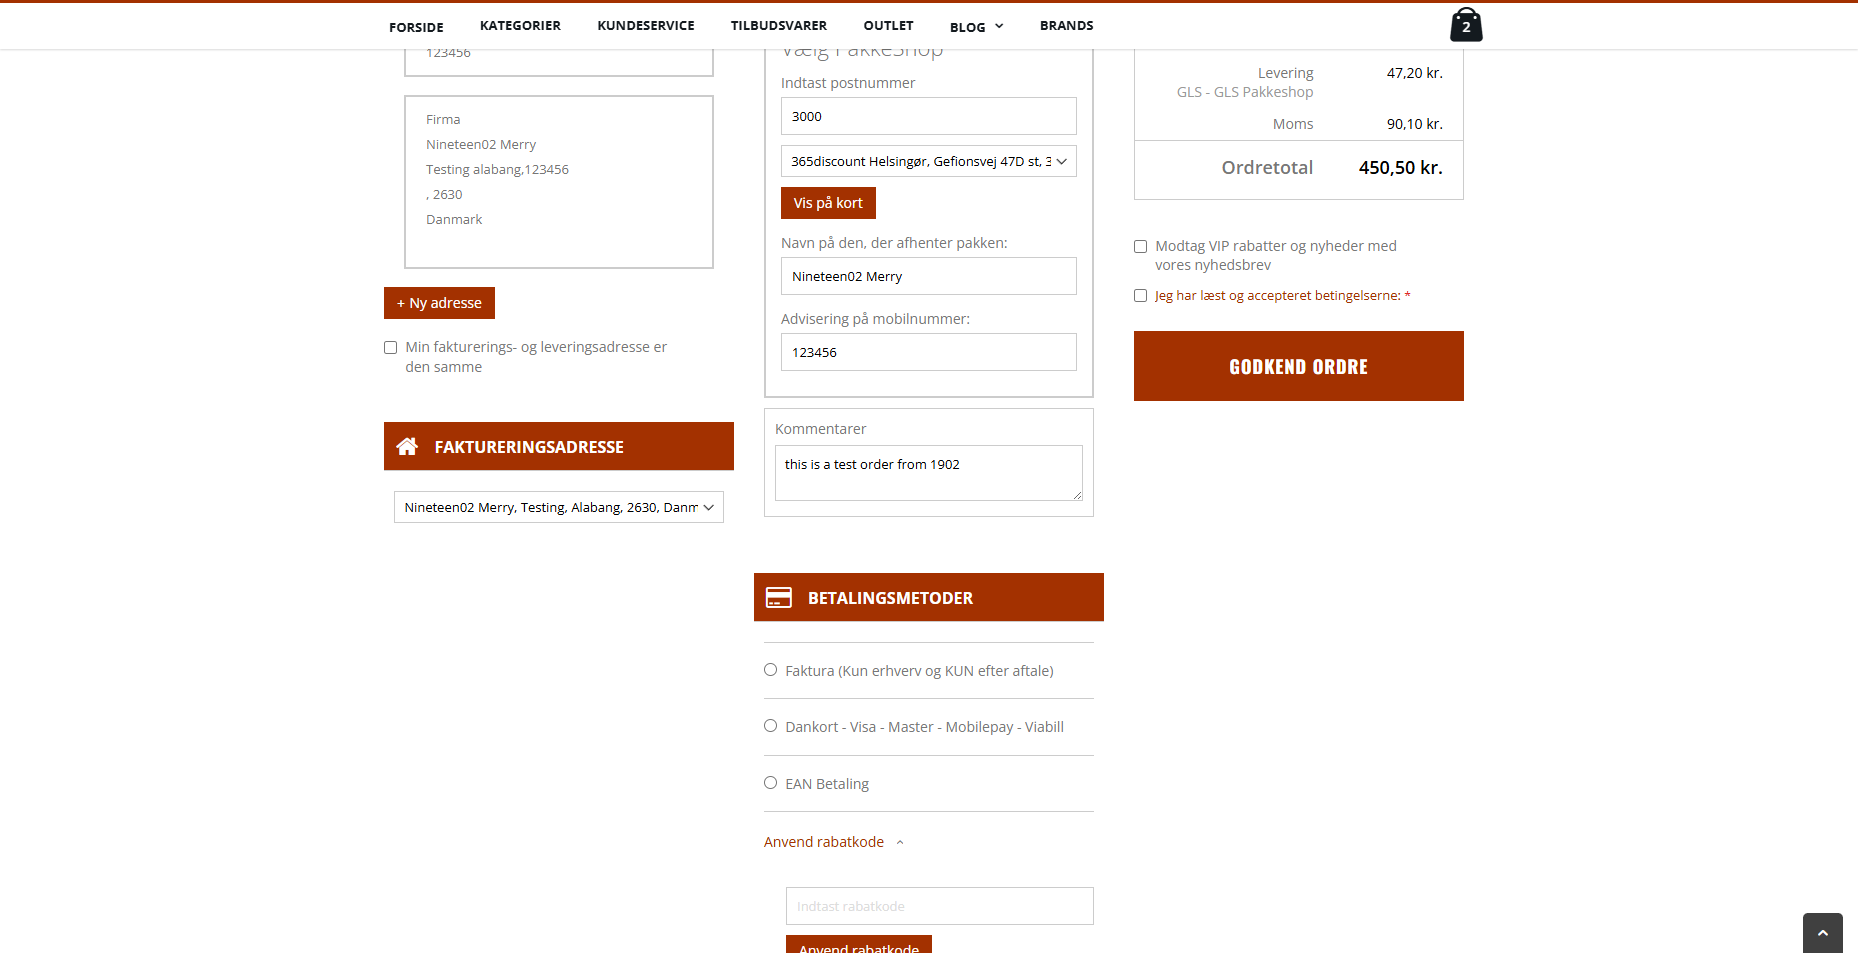 FORSIDE
KATEGORIER
KUNDESERVICE
TILBUDSVARER
OUTLET
BLOG
BRANDS
2
123456
Firma
Nineteen02 Merry
Testing alabang,123456
, 2630
Danmark
+ Ny adresse
Min fakturerings- og leveringsadresse er
den samme
FAKTURERINGSADRESSE
Nineteen02 Merry, Testing, Alabang, 2630, Danm
Vælg PakkeShop
Indtast postnummer
3000
365discount Helsingør, Gefionsvej 47D st, 3
Vis på kort
Navn på den, der afhenter pakken:
Nineteen02 Merry
Advisering på mobilnummer:
123456
Kommentarer
this is a test order from 1902
BETALINGSMETODER
Faktura (Kun erhverv og KUN efter aftale)
Dankort - Visa - Master - Mobilepay - Viabill
EAN Betaling
Anvend rabatkode
Indtast rabatkode
Anvend rabatkode
Levering 47,20 kr.
GLS - GLS Pakkeshop
Moms 90,10 kr.
Ordretotal 450,50 kr.
Modtag VIP rabatter og nyheder med
vores nyhedsbrev
Jeg har læst og accepteret betingelserne: *
GODKEND ORDRE